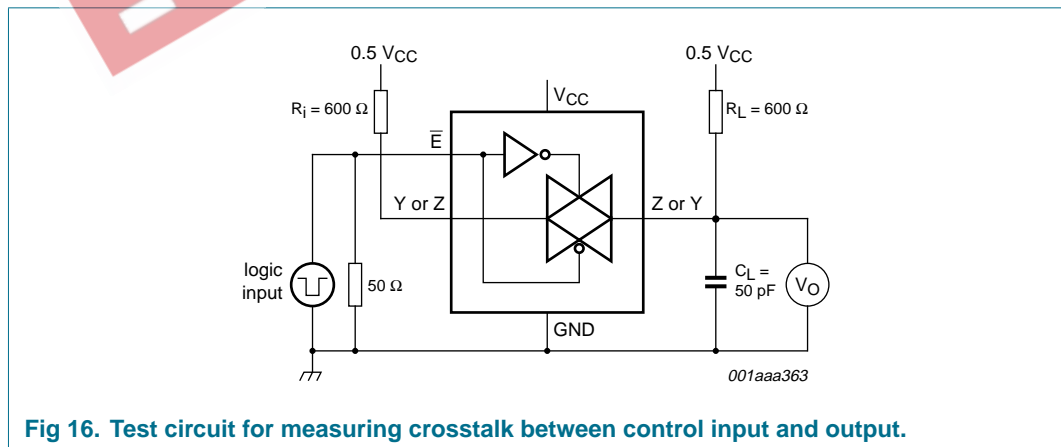 0.5 VCC
0.5 VCC
Ri = 600 Ω
VCC
RL = 600 Ω
E̅
Y or Z
Z or Y
logic
input
50 Ω
CL =
50 pF
VO
GND
001aaa363
Fig 16. Test circuit for measuring crosstalk between control input and output.